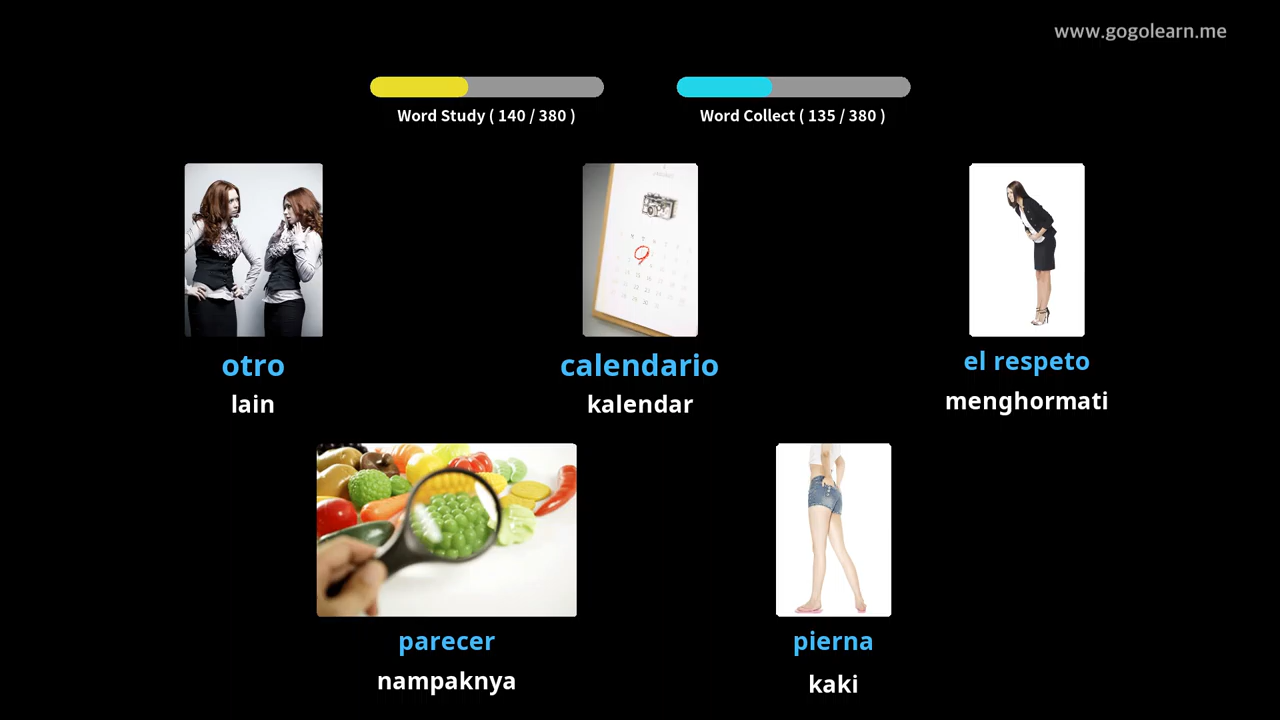 www.gogolearn.me
Word Study ( 140 / 380 )
Word Collect ( 135 / 380 )
otro
lain
calendario
kalendar
el respeto
menghormati
parecer
nampaknya
pierna
kaki